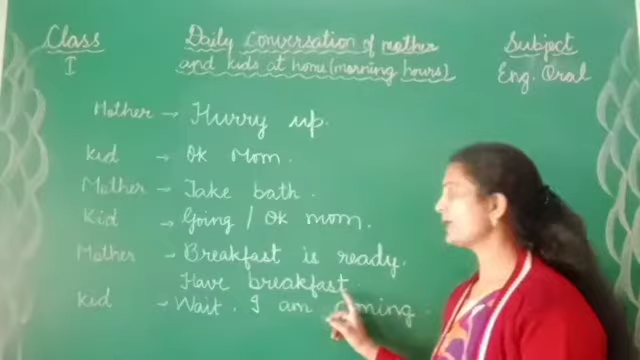 Class
I
Daily Conversation of mother
and kids at home (morning hours)
Subject
Eng. Oral
Mother → Hurry up.
Kid → Ok Mom.
Mother → Take bath.
Kid → Going / Ok mom.
Mother → Breakfast is ready.
Have breakfast.
Kid → Wait. I am coming.